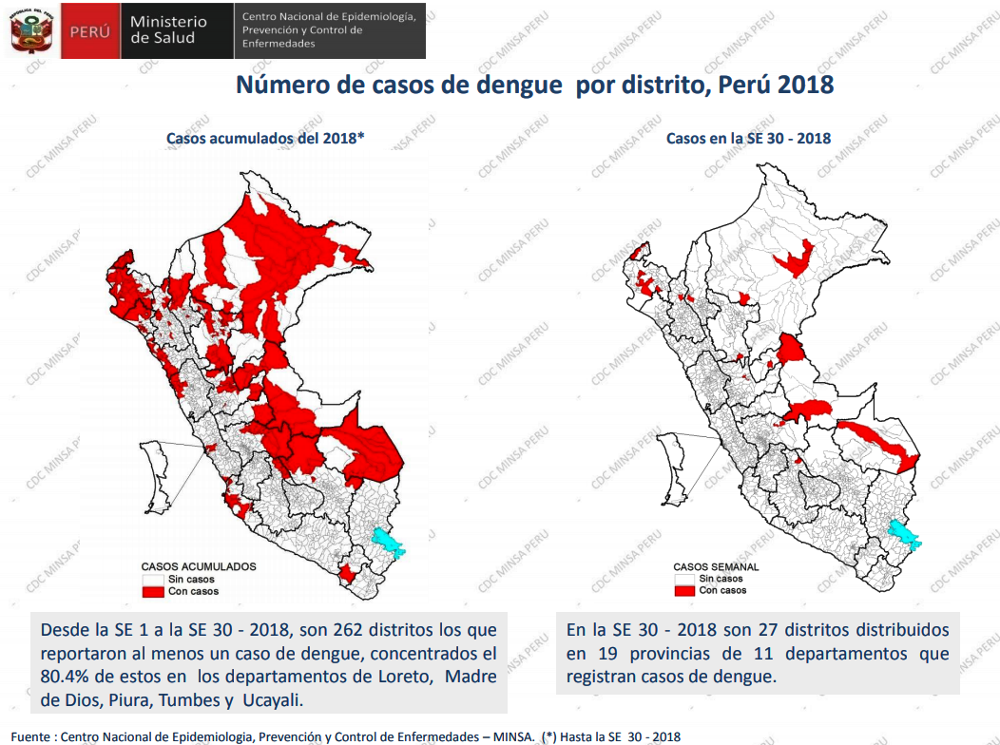 REPÚBLICA DEL PERÚ
PERÚ
Ministerio
de Salud
Centro Nacional de Epidemiología,
Prevención y Control de
Enfermedades
Número de casos de dengue por distrito, Perú 2018
Casos acumulados del 2018*
Casos en la SE 30 - 2018
CASOS ACUMULADOS
Sin casos
Con casos
CASOS SEMANAL
Sin casos
Con casos
Desde la SE 1 a la SE 30 - 2018, son 262 distritos los que
reportaron al menos un caso de dengue, concentrados el
80.4% de estos en los departamentos de Loreto, Madre
de Dios, Piura, Tumbes y Ucayali.
En la SE 30 - 2018 son 27 distritos distribuidos
en 19 provincias de 11 departamentos que
registran casos de dengue.
Fuente : Centro Nacional de Epidemiologia, Prevención y Control de Enfermedades – MINSA. (*) Hasta la SE 30 - 2018
CDC MINSA PERU